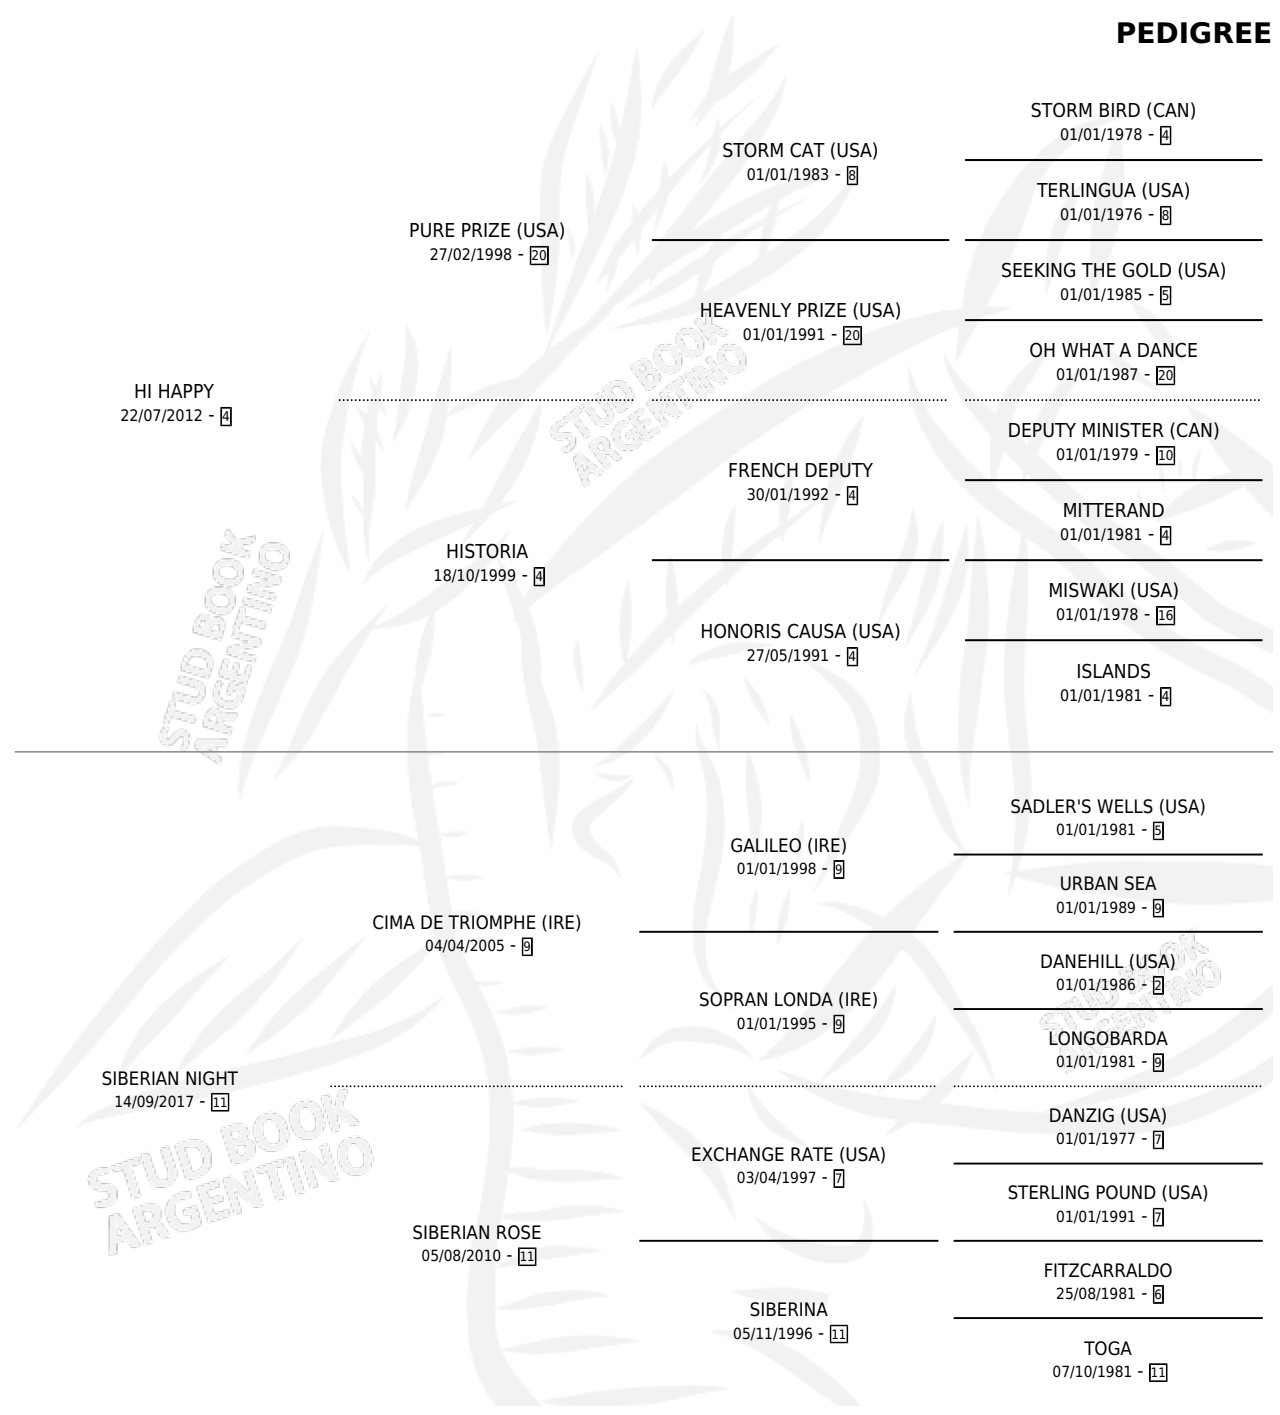 PEDIGREE
STORM BIRD (CAN)
01/01/1978 - 4
STORM CAT (USA)
01/01/1983 - 8
TERLINGUA (USA)
01/01/1976 - 8
PURE PRIZE (USA)
27/02/1998 - 20
SEEKING THE GOLD (USA)
01/01/1985 - 5
HEAVENLY PRIZE (USA)
01/01/1991 - 20
OH WHAT A DANCE
01/01/1987 - 20
HI HAPPY
22/07/2012 - 4
DEPUTY MINISTER (CAN)
01/01/1979 - 10
FRENCH DEPUTY
30/01/1992 - 4
MITTERAND
01/01/1981 - 4
HISTORIA
18/10/1999 - 4
MISWAKI (USA)
01/01/1978 - 16
HONORIS CAUSA (USA)
27/05/1991 - 4
ISLANDS
01/01/1981 - 4
STUD BOOK
ARGENTINO
STUD BOOK
ARGENTINO
SADLER'S WELLS (USA)
01/01/1981 - 5
GALILEO (IRE)
01/01/1998 - 9
URBAN SEA
01/01/1989 - 9
CIMA DE TRIOMPHE (IRE)
04/04/2005 - 9
DANEHILL (USA)
01/01/1986 - 2
SOPRAN LONDA (IRE)
01/01/1995 - 9
LONGOBARDA
01/01/1981 - 9
SIBERIAN NIGHT
14/09/2017 - 11
DANZIG (USA)
01/01/1977 - 7
EXCHANGE RATE (USA)
03/04/1997 - 7
STERLING POUND (USA)
01/01/1991 - 7
SIBERIAN ROSE
05/08/2010 - 11
FITZCARRALDO
25/08/1981 - 6
SIBERINA
05/11/1996 - 11
TOGA
07/10/1981 - 11
STUD BOOK
ARGENTINO
STUD BOOK
ARGENTINO